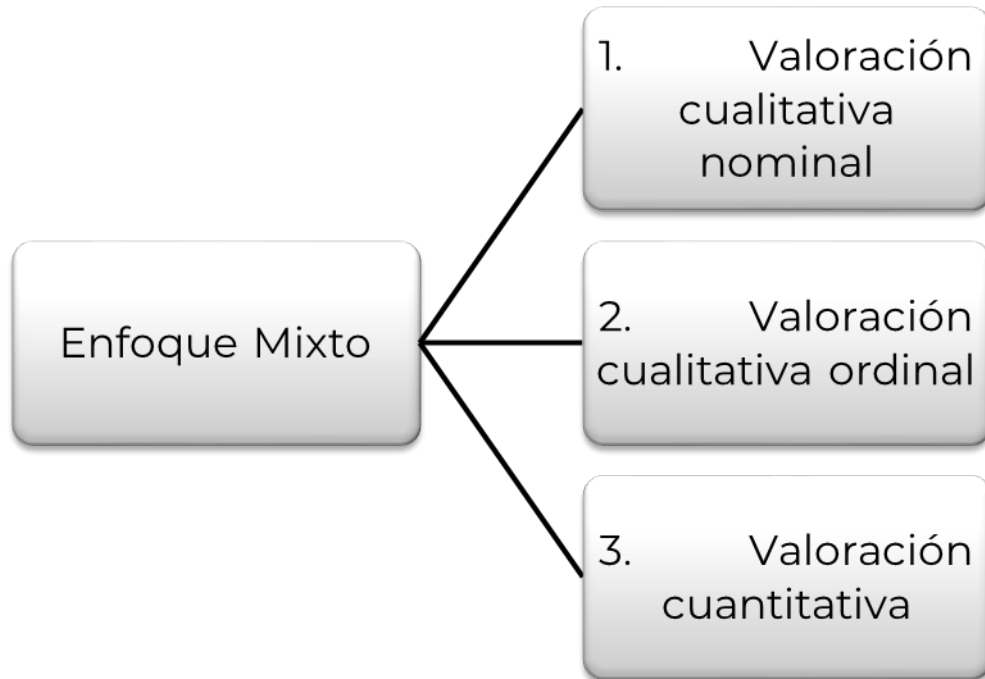 1. Valoración
cualitativa
nominal
Enfoque Mixto
2. Valoración
cualitativa ordinal
3. Valoración
cuantitativa